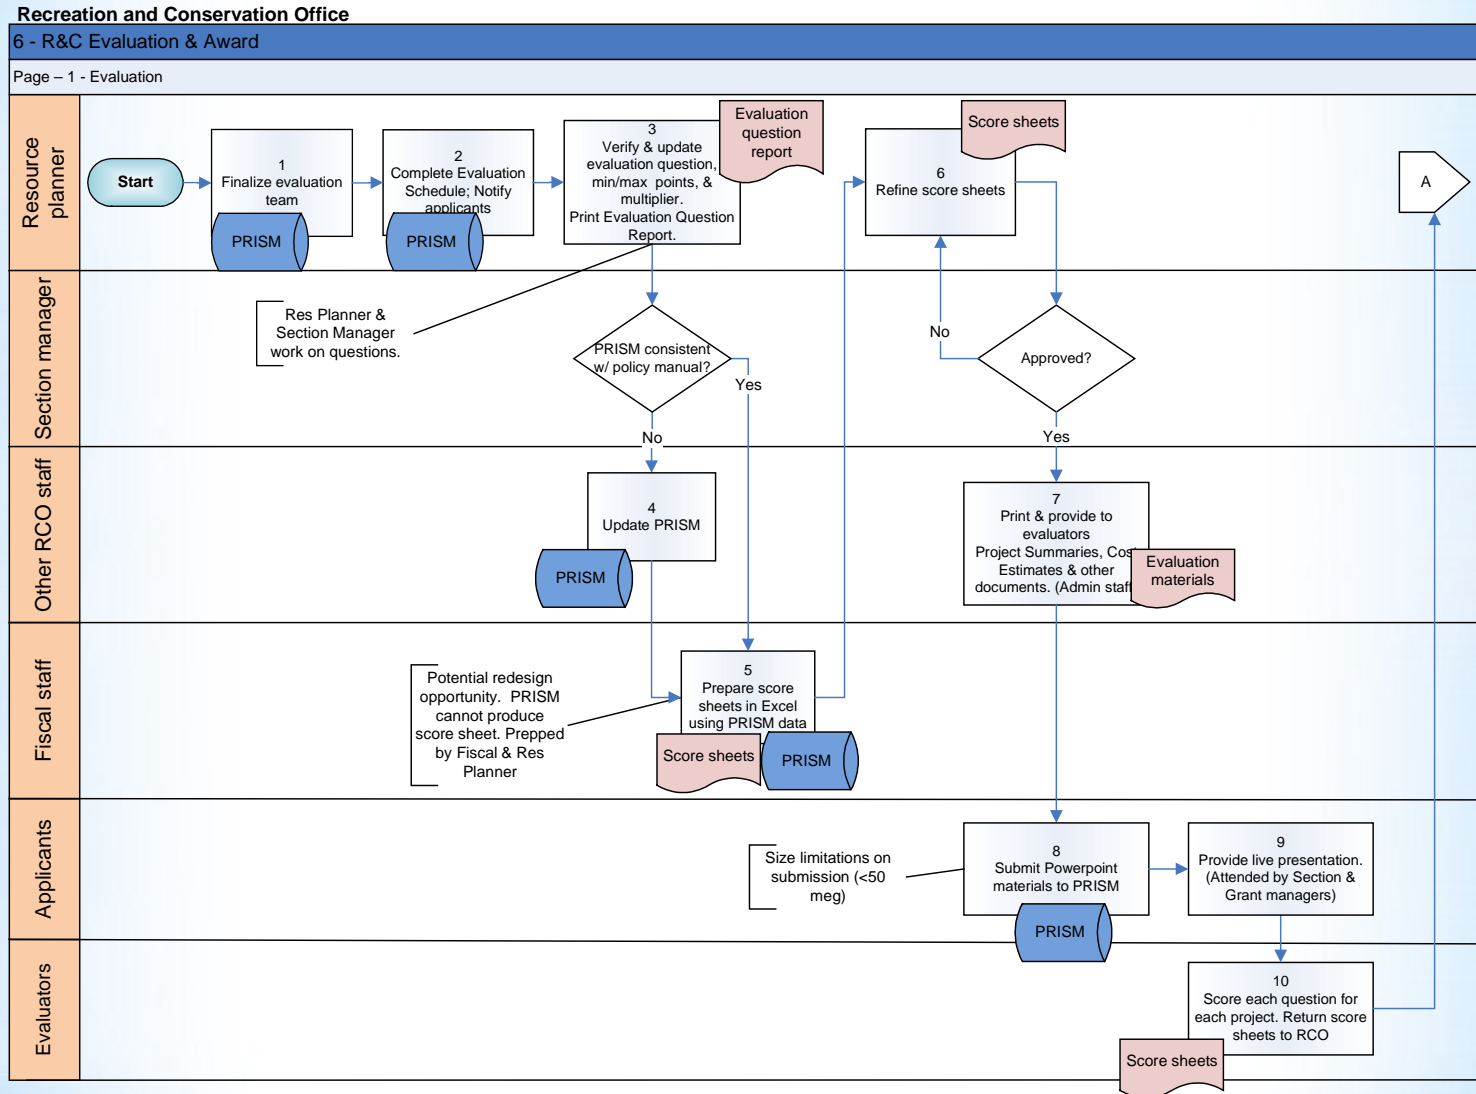 Recreation and Conservation Office
6 - R&C Evaluation & Award
Page – 1 - Evaluation
Resource
planner
Start
1
Finalize evaluation
team
PRISM
2
Complete Evaluation
Schedule; Notify
applicants
PRISM
3
Verify & update
evaluation question,
min/max points, &
multiplier.
Print Evaluation Question
Report.
Evaluation
question
report
6
Refine score sheets
Score sheets
A
Section manager
Res Planner &
Section Manager
work on questions.
PRISM consistent
w/ policy manual?
Yes
No
Approved?
No
Yes
Other RCO staff
4
Update PRISM
PRISM
7
Print & provide to
evaluators
Project Summaries, Cost
Estimates & other
documents. (Admin staff
Evaluation
materials
Fiscal staff
Potential redesign
opportunity. PRISM
cannot produce
score sheet. Prepped
by Fiscal & Res
Planner
5
Prepare score
sheets in Excel
using PRISM data
Score sheets
PRISM
Applicants
Size limitations on
submission (<50
meg)
8
Submit Powerpoint
materials to PRISM
PRISM
9
Provide live presentation.
(Attended by Section &
Grant managers)
Evaluators
10
Score each question for
each project. Return score
sheets to RCO
Score sheets